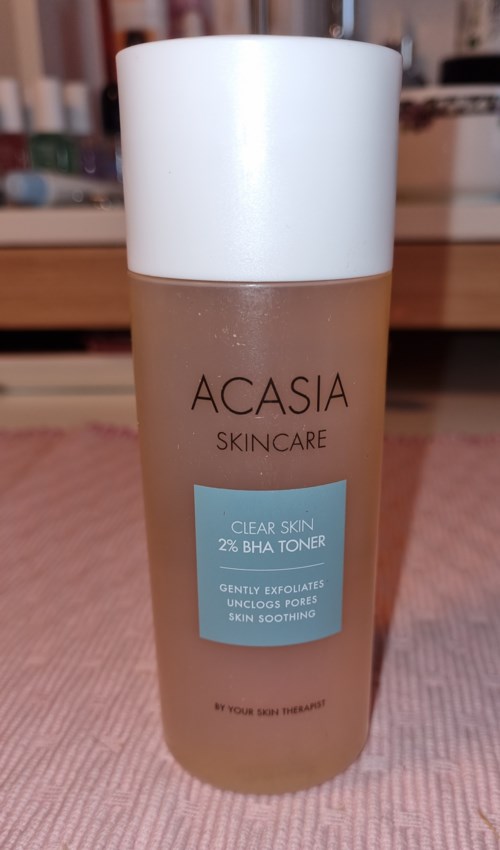 ACASIA
SKINCARE
CLEAR SKIN
2% BHA TONER
GENTLY EXFOLIATES
UNCLOGS PORES
SKIN SOOTHING
BY YOUR SKIN THERAPIST